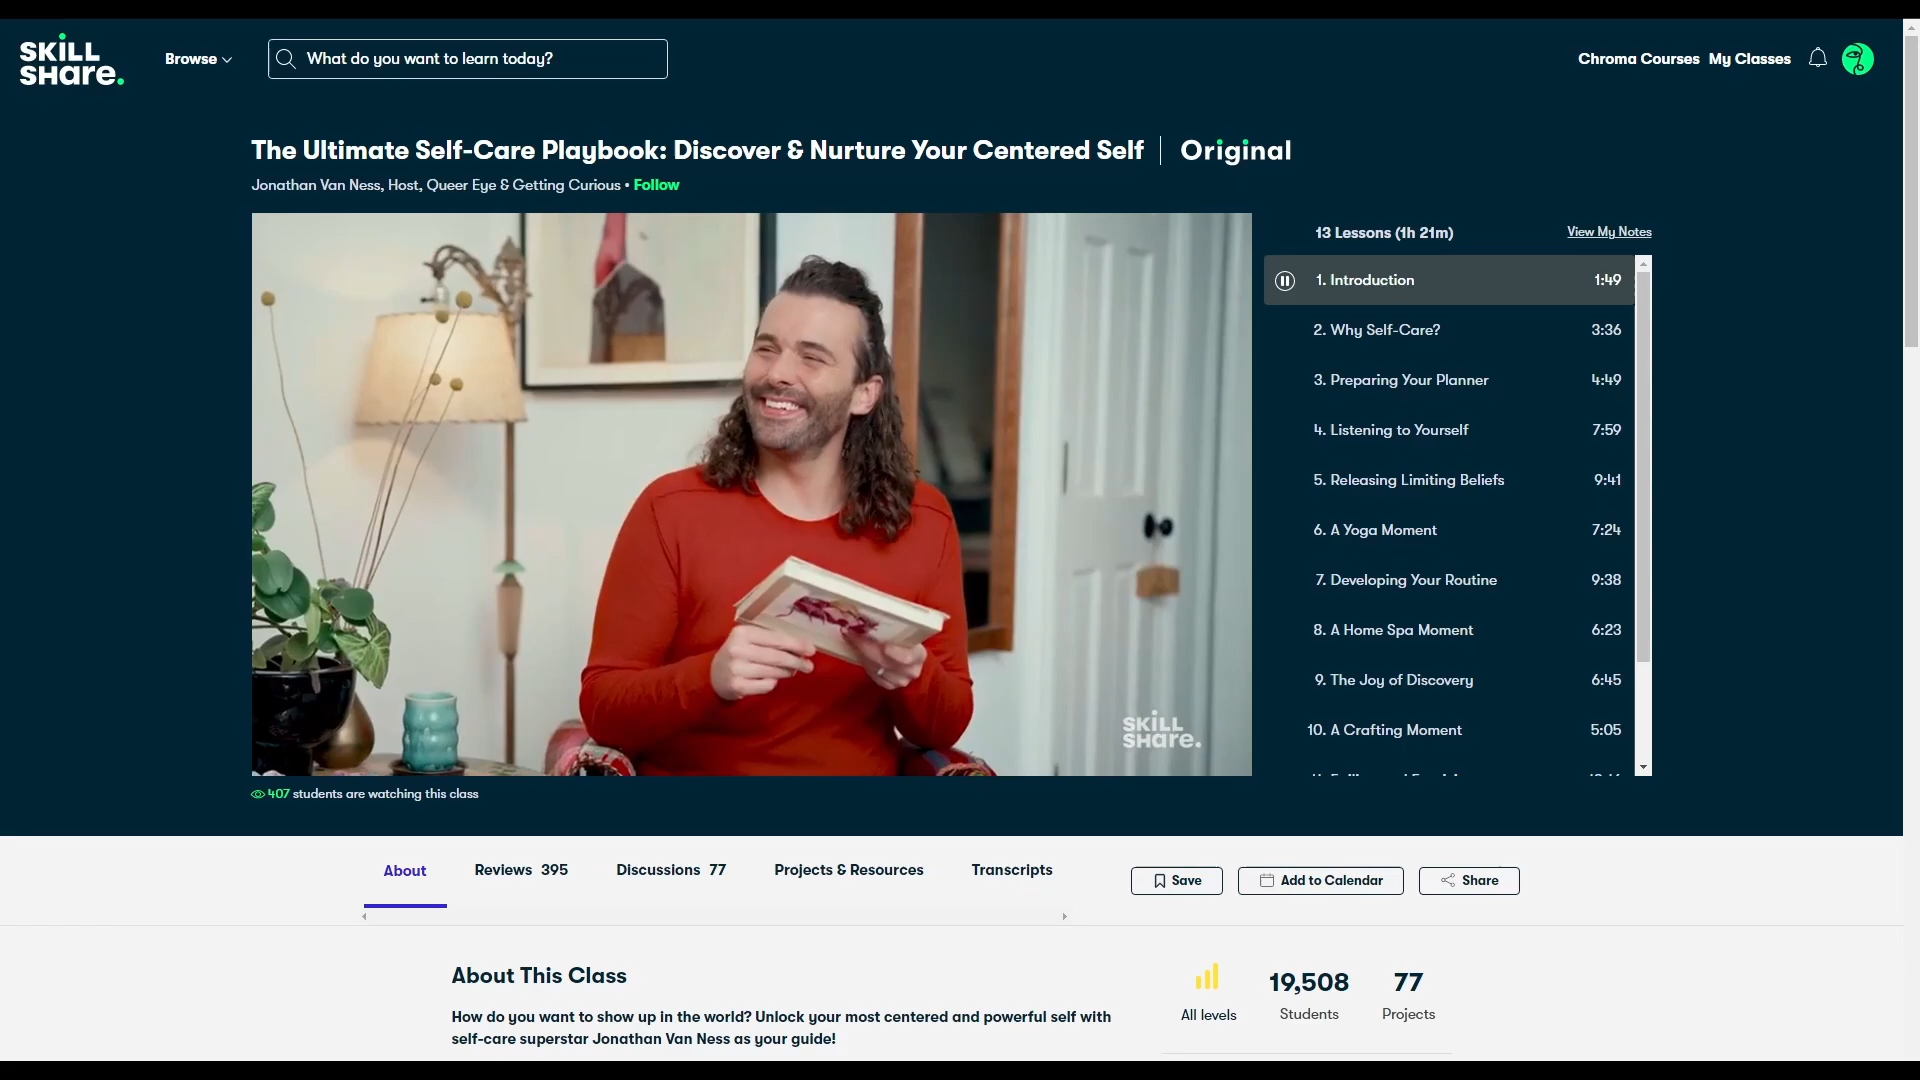 SKILL
SHare.
Browse
What do you want to learn today?
Chroma Courses
My Classes
The Ultimate Self-Care Playbook: Discover & Nurture Your Centered Self
Original
Jonathan Van Ness, Host, Queer Eye & Getting Curious • Follow
13 Lessons (1h 21m)
View My Notes
1. Introduction 1:49
2. Why Self-Care? 3:36
3. Preparing Your Planner 4:49
4. Listening to Yourself 7:59
5. Releasing Limiting Beliefs 9:41
6. A Yoga Moment 7:24
7. Developing Your Routine 9:38
8. A Home Spa Moment 6:23
9. The Joy of Discovery 6:45
10. A Crafting Moment 5:05
SKILL
SHare.
407 students are watching this class
About
Reviews 395
Discussions 77
Projects & Resources
Transcripts
Save
Add to Calendar
Share
About This Class
How do you want to show up in the world? Unlock your most centered and powerful self with
self-care superstar Jonathan Van Ness as your guide!
All levels
19,508
Students
77
Projects